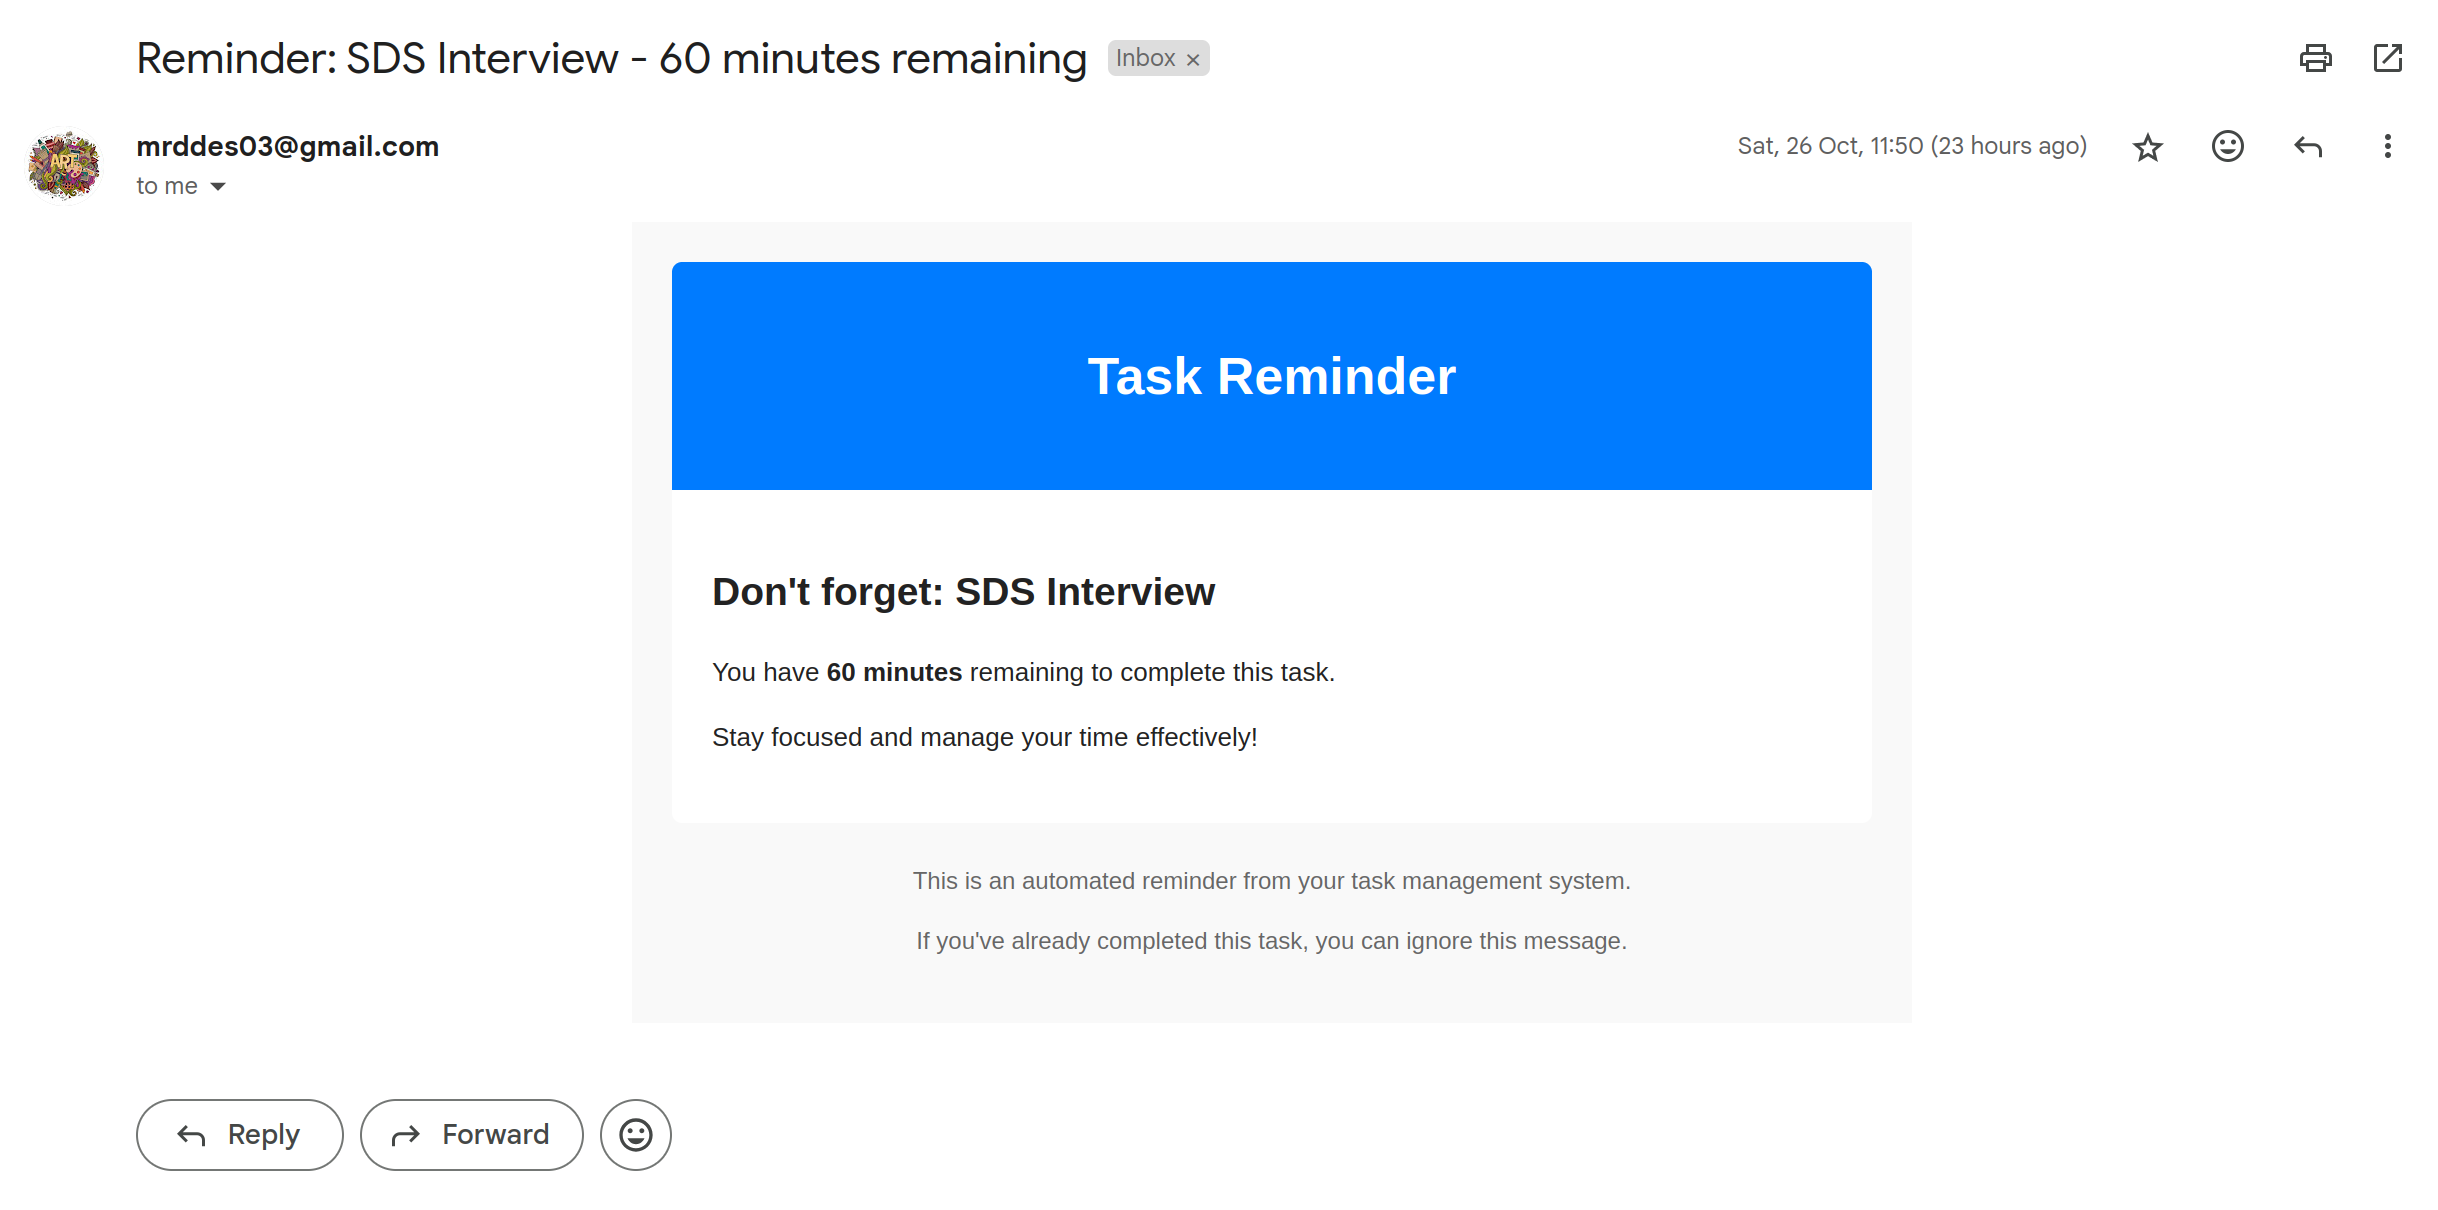 Reminder: SDS Interview - 60 minutes remaining Inbox ×
mrddes03@gmail.com Sat, 26 Oct, 11:50 (23 hours ago)
to me
ART
Task Reminder
Don't forget: SDS Interview
You have 60 minutes remaining to complete this task.
Stay focused and manage your time effectively!
This is an automated reminder from your task management system.
If you've already completed this task, you can ignore this message.
Reply Forward